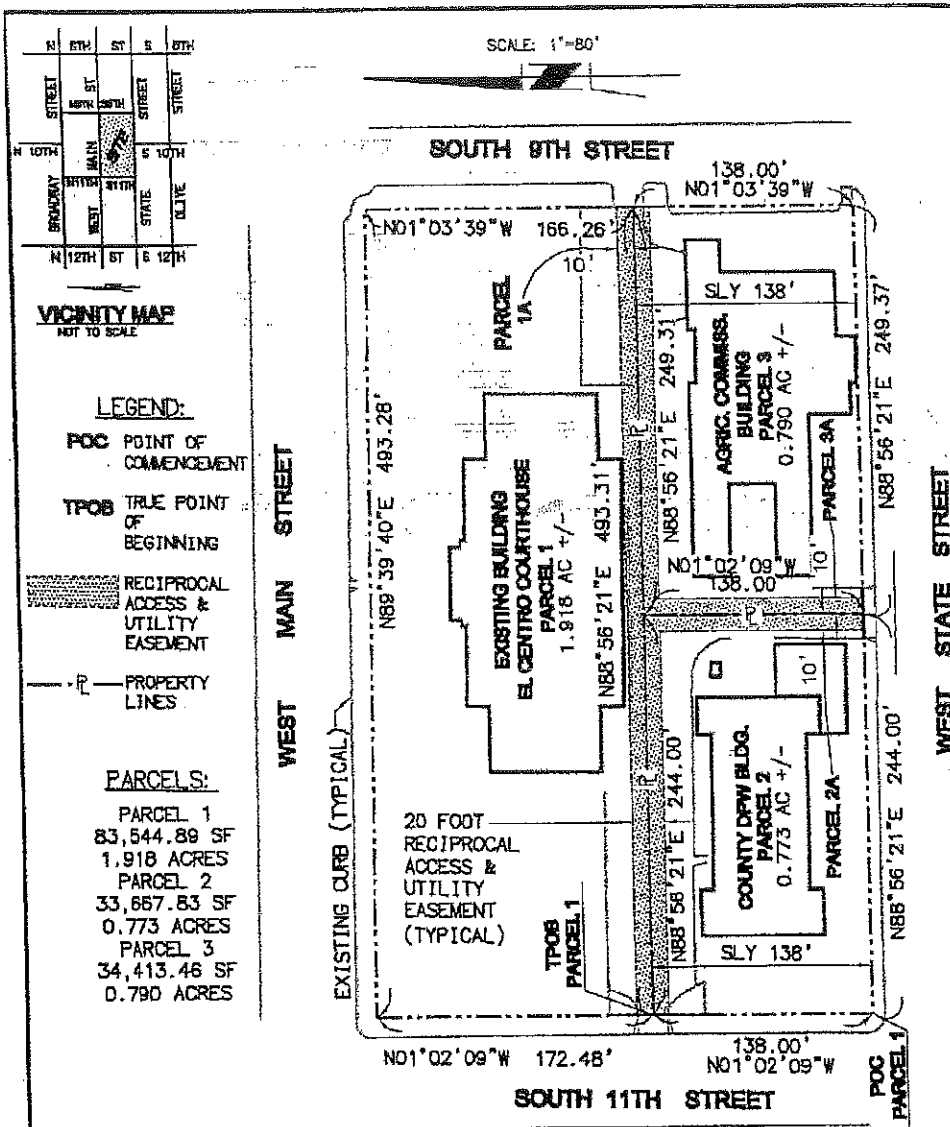 SCALE: 1"=80'
N 8TH ST S 8TH
STREET
ST
STREET
STREET
N 10TH
MAIN
S 10TH
BROADWAY
WEST
STATE
OLIVE
N 12TH ST S 12TH
VICINITY MAP
NOT TO SCALE
LEGEND:
POC POINT OF
COMMENCEMENT
TPOB TRUE POINT
OF
BEGINNING
RECIPROCAL
ACCESS &
UTILITY
EASEMENT
PL PROPERTY
LINES
PARCELS:
PARCEL 1
83,544.89 SF
1.918 ACRES
PARCEL 2
33,667.83 SF
0.773 ACRES
PARCEL 3
34,413.46 SF
0.790 ACRES
SOUTH 9TH STREET
138.00'
N01°03'39"W
N01°03'39"W 166.26'
10'
PARCEL
1A
SLY 138'
WEST MAIN STREET
N89°39'40"E 493.28'
EXISTING CURB (TYPICAL)
EXISTING BUILDING
EL CENTRO COURTHOUSE
PARCEL 1
1.918 AC +/-
N88°56'21"E 493.31'
PL
N88°56'21"E 249.31'
AGRIC. COMMISS.
BUILDING
PARCEL 3
0.790 AC +/-
PARCEL 3A
N88°56'21"E 249.37'
N01°02'09"W
138.00'
10'
PL
10'
PL
20 FOOT
RECIPROCAL
ACCESS &
UTILITY
EASEMENT
(TYPICAL)
TPOB
PARCEL 1
N88°56'21"E 244.00'
COUNTY DPW BLDG.
PARCEL 2
0.773 AC +/-
PARCEL 2A
N88°56'21"E 244.00'
WEST STATE STREET
SLY 138'
N01°02'09"W 172.48'
138.00'
N01°02'09"W
POC
PARCEL 1
SOUTH 11TH STREET